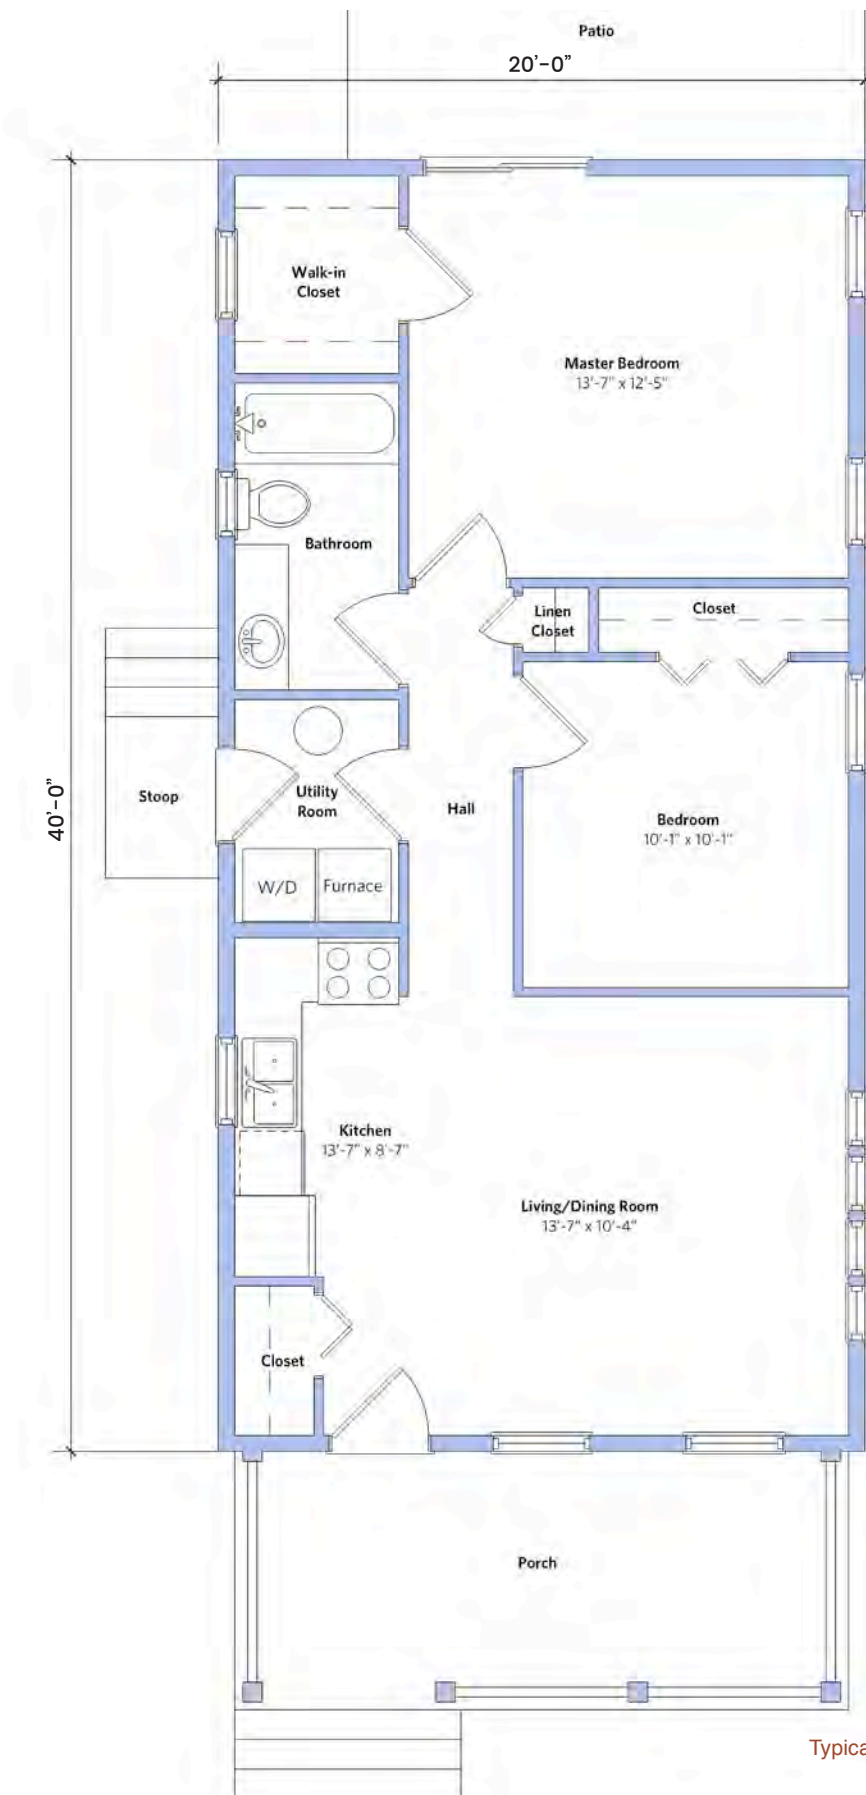 Patio
20'-0"
Walk-in
Closet
Master Bedroom
13'-7" x 12'-5"
Bathroom
Linen
Closet
Closet
40'-0"
Stoop
Utility
Room
Hall
Bedroom
10'-1" x 10'-1"
W/D
Furnace
Kitchen
13'-7" x 8'-7"
Living/Dining Room
13'-7" x 10'-4"
Closet
Porch
Typica